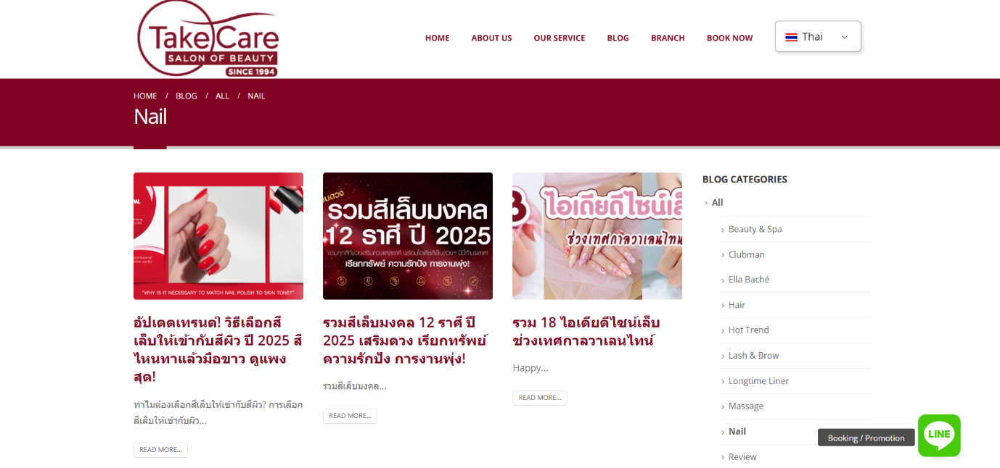 Take Care
SALON OF BEAUTY
SINCE 1994
HOME
ABOUT US
OUR SERVICE
BLOG
BRANCH
BOOK NOW
Thai
HOME / BLOG / ALL / NAIL
Nail
"WHY IS IT NECESSARY TO MATCH NAIL POLISH TO SKIN TONE?"
อัปเดตเทรนด์! วิธีเลือกสี
เล็บให้เข้ากับสีผิว ปี 2025 สี
ไหนทาแล้วมือขาว ดูแพง
สุด!
ทำไมต้องเลือกสีเล็บให้เข้ากับสีผิว? การเลือก
สีเล็บให้เข้ากับผิว...
READ MORE...
รวมสีเล็บมงคล
12 ราศี ปี 2025
เรียกทรัพย์ ความรักปัง การงานพุ่ง!
รวมสีเล็บมงคล 12 ราศี ปี
2025 เสริมดวง เรียกทรัพย์
ความรักปัง การงานพุ่ง!
รวมสีเล็บมงคล...
READ MORE...
8 ไอเดียดีไซน์เล็
ช่วงเทศกาลวาเลนไทน
รวม 18 ไอเดียดีไซน์เล็บ
ช่วงเทศกาลวาเลนไทน์
Happy...
READ MORE...
BLOG CATEGORIES
All
Beauty & Spa
Clubman
Ella Baché
Hair
Hot Trend
Lash & Brow
Longtime Liner
Massage
Nail
Review
Booking / Promotion
LINE